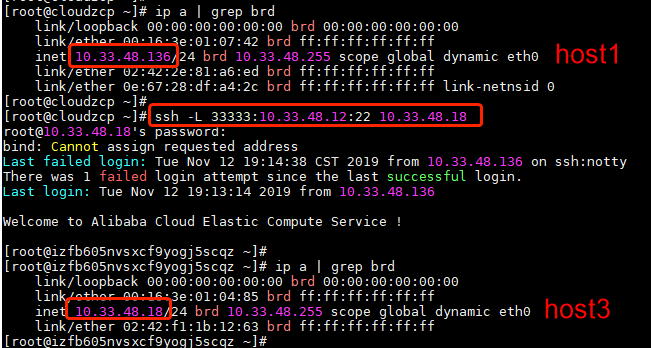 [root@cloudzcp ~]# ip a | grep brd
link/loopback 00:00:00:00:00:00 brd 00:00:00:00:00:00
link/ether 00:16:3e:01:07:42 brd ff:ff:ff:ff:ff:ff
inet 10.33.48.136/24 brd 10.33.48.255 scope global dynamic eth0
host1
link/ether 02:42:2e:81:a6:ed brd ff:ff:ff:ff:ff:ff
link/ether 0e:67:28:df:a4:2c brd ff:ff:ff:ff:ff:ff link-netnsid 0
[root@cloudzcp ~]#
[root@cloudzcp ~]# ssh -L 33333:10.33.48.12:22 10.33.48.18
root@10.33.48.18's password:
bind: Cannot assign requested address
Last failed login: Tue Nov 12 19:14:38 CST 2019 from 10.33.48.136 on ssh:notty
There was 1 failed login attempt since the last successful login.
Last login: Tue Nov 12 19:13:14 2019 from 10.33.48.136
Welcome to Alibaba Cloud Elastic Compute Service !
[root@izfb605nvsxcf9yogj5scqz ~]#
[root@izfb605nvsxcf9yogj5scqz ~]# ip a | grep brd
link/loopback 00:00:00:00:00:00 brd 00:00:00:00:00:00
link/ether 00:16:3e:01:04:85 brd ff:ff:ff:ff:ff:ff
inet 10.33.48.18/24 brd 10.33.48.255 scope global dynamic eth0
host3
link/ether 02:42:f1:1b:12:63 brd ff:ff:ff:ff:ff:ff
[root@izfb605nvsxcf9yogj5scqz ~]#